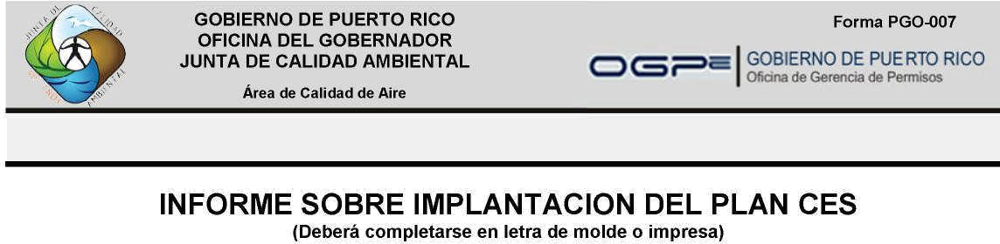 JUNTA DE CALIDAD AMBIENTAL
GOBIERNO DE PUERTO RICO
OFICINA DEL GOBERNADOR
JUNTA DE CALIDAD AMBIENTAL
Área de Calidad de Aire
Forma PGO-007
OGPe
GOBIERNO DE PUERTO RICO
Oficina de Gerencia de Permisos
INFORME SOBRE IMPLANTACION DEL PLAN CES
(Deberá completarse en letra de molde o impresa)